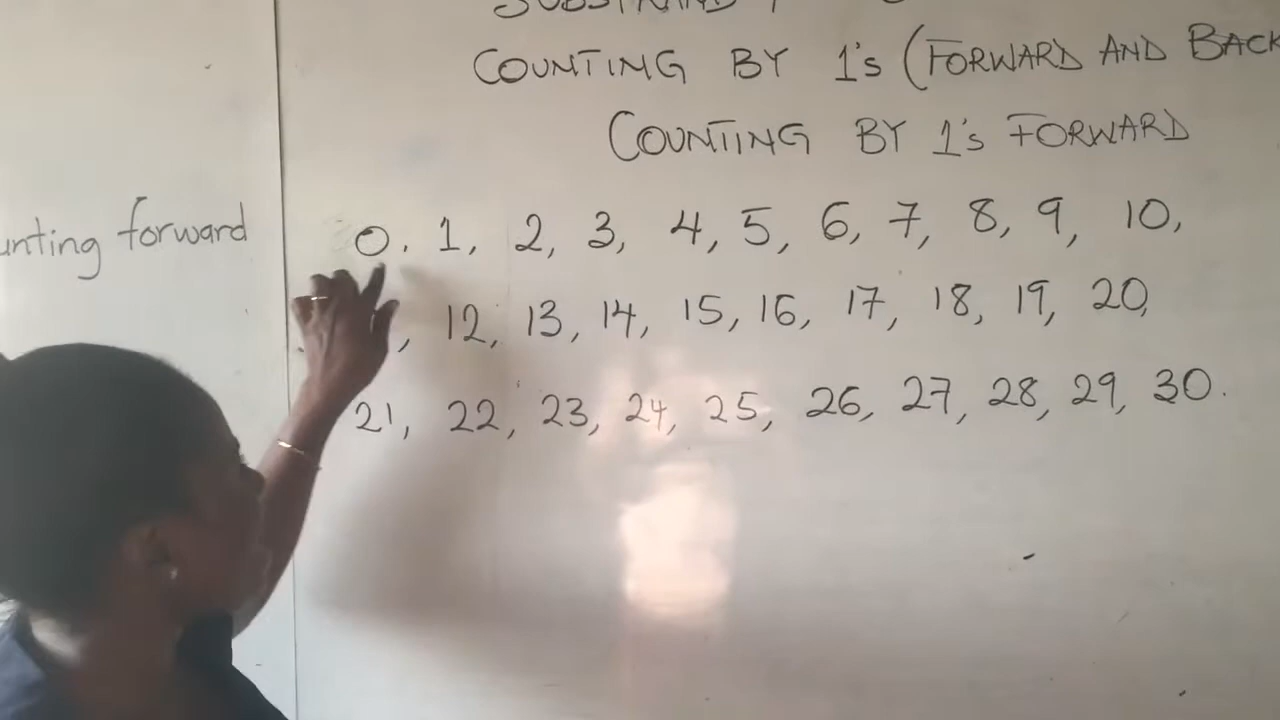 SUBSTRAND
COUNTING BY 1's (FORWARD AND BACK
COUNTING BY 1's FORWARD
unting forward
0, 1, 2, 3, 4, 5, 6, 7, 8, 9, 10,
, 12, 13, 14, 15, 16, 17, 18, 19, 20,
21, 22, 23, 24, 25, 26, 27, 28, 29, 30.